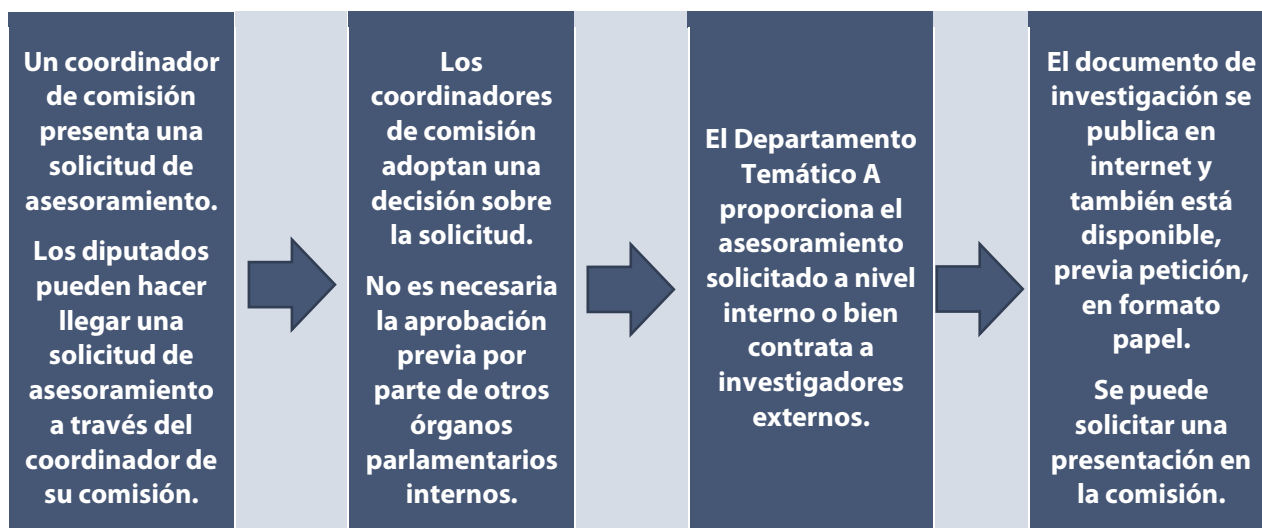 Un coordinador
de comisión
presenta una
solicitud de
asesoramiento.
Los diputados
pueden hacer
llegar una
solicitud de
asesoramiento
a través del
coordinador de
su comisión.
Los
coordinadores
de comisión
adoptan una
decisión sobre
la solicitud.
No es necesaria
la aprobación
previa por
parte de otros
órganos
parlamentarios
internos.
El Departamento
Temático A
proporciona el
asesoramiento
solicitado a nivel
interno o bien
contrata a
investigadores
externos.
El documento de
investigación se
publica en
internet y
también está
disponible,
previa petición,
en formato
papel.
Se puede
solicitar una
presentación en
la comisión.